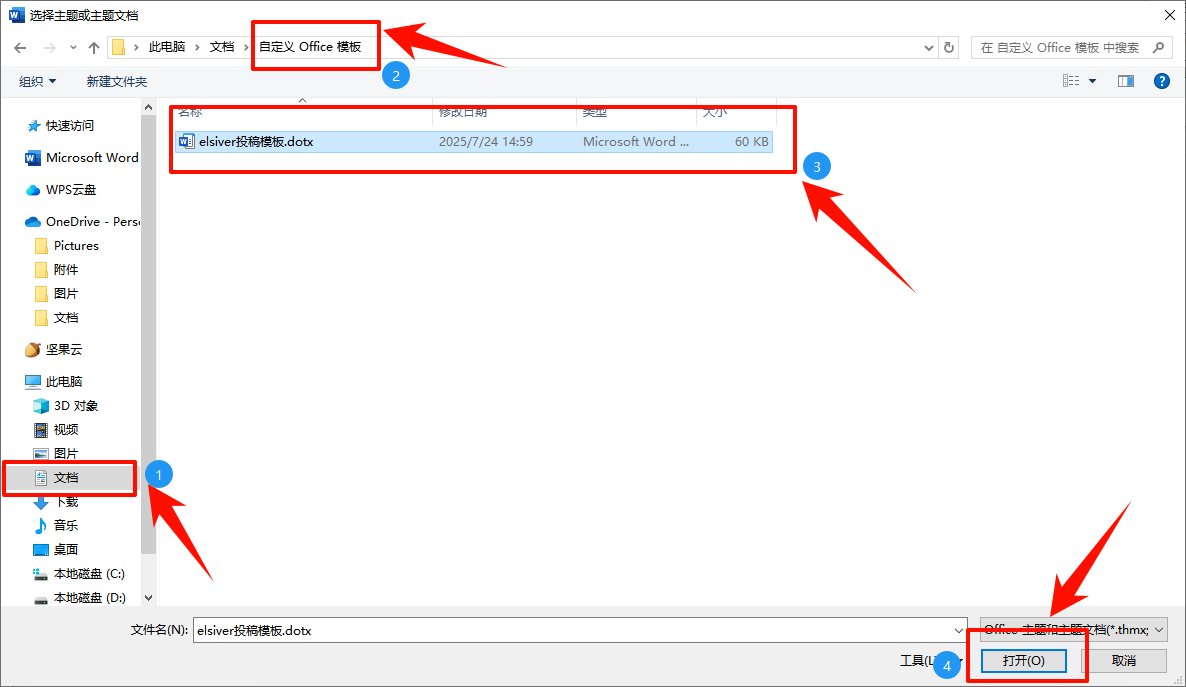 选择主题或主题文档
此电脑 文档 自定义 Office 模板
在 自定义 Office 模板 中搜索
2
组织 新建文件夹
名称 修改日期 类型 大小
elsiver投稿模板.dotx 2025/7/24 14:59 Microsoft Word ... 60 KB
3
快速访问
Microsoft Word
WPS云盘
OneDrive - Pers
Pictures
附件
图片
文档
坚果云
此电脑
3D 对象
视频
图片
文档
1
下载
音乐
桌面
本地磁盘 (C:)
本地磁盘 (D:)
文件名(N): elsiver投稿模板.dotx
Office 主题和主题文档(*.thmx;
工具(L)
4
打开(O)
取消